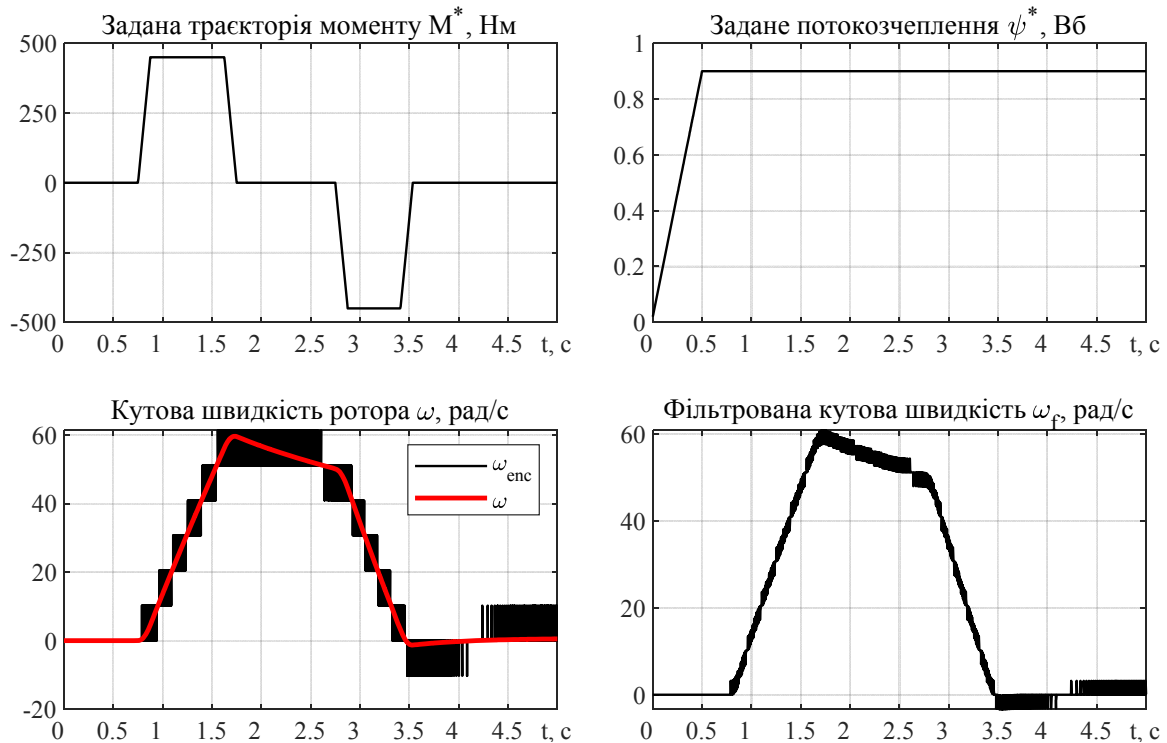 Задана траєкторія моменту M*, Нм
500
250
0
-250
-500
0 0.5 1 1.5 2 2.5 3 3.5 4 4.5 t, с
Задане потокозчеплення ψ*, Вб
1
0.8
0.6
0.4
0.2
0
0 0.5 1 1.5 2 2.5 3 3.5 4 4.5 t, с
Кутова швидкість ротора ω, рад/с
60
40
20
0
-20
ω_enc
ω
0 0.5 1 1.5 2 2.5 3 3.5 4 4.5 t, с
Фільтрована кутова швидкість ω_f, рад/с
60
40
20
0
0 0.5 1 1.5 2 2.5 3 3.5 4 4.5 t, с